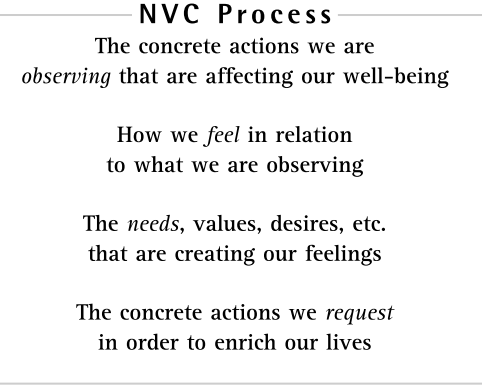 NVC Process
The concrete actions we are
observing that are affecting our well-being
How we feel in relation
to what we are observing
The needs, values, desires, etc.
that are creating our feelings
The concrete actions we request
in order to enrich our lives